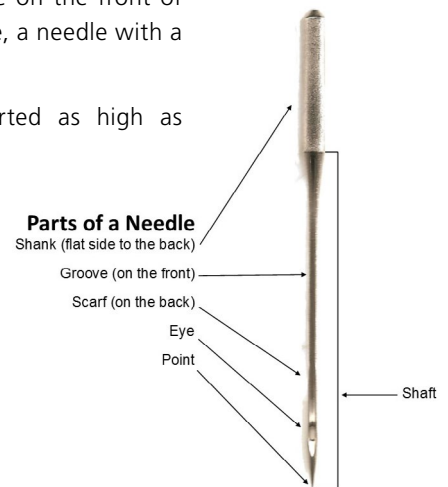 e on the front of
e, a needle with a
rted as high as
Parts of a Needle
Shank (flat side to the back)
Groove (on the front)
Scarf (on the back)
Eye
Point
Shaft